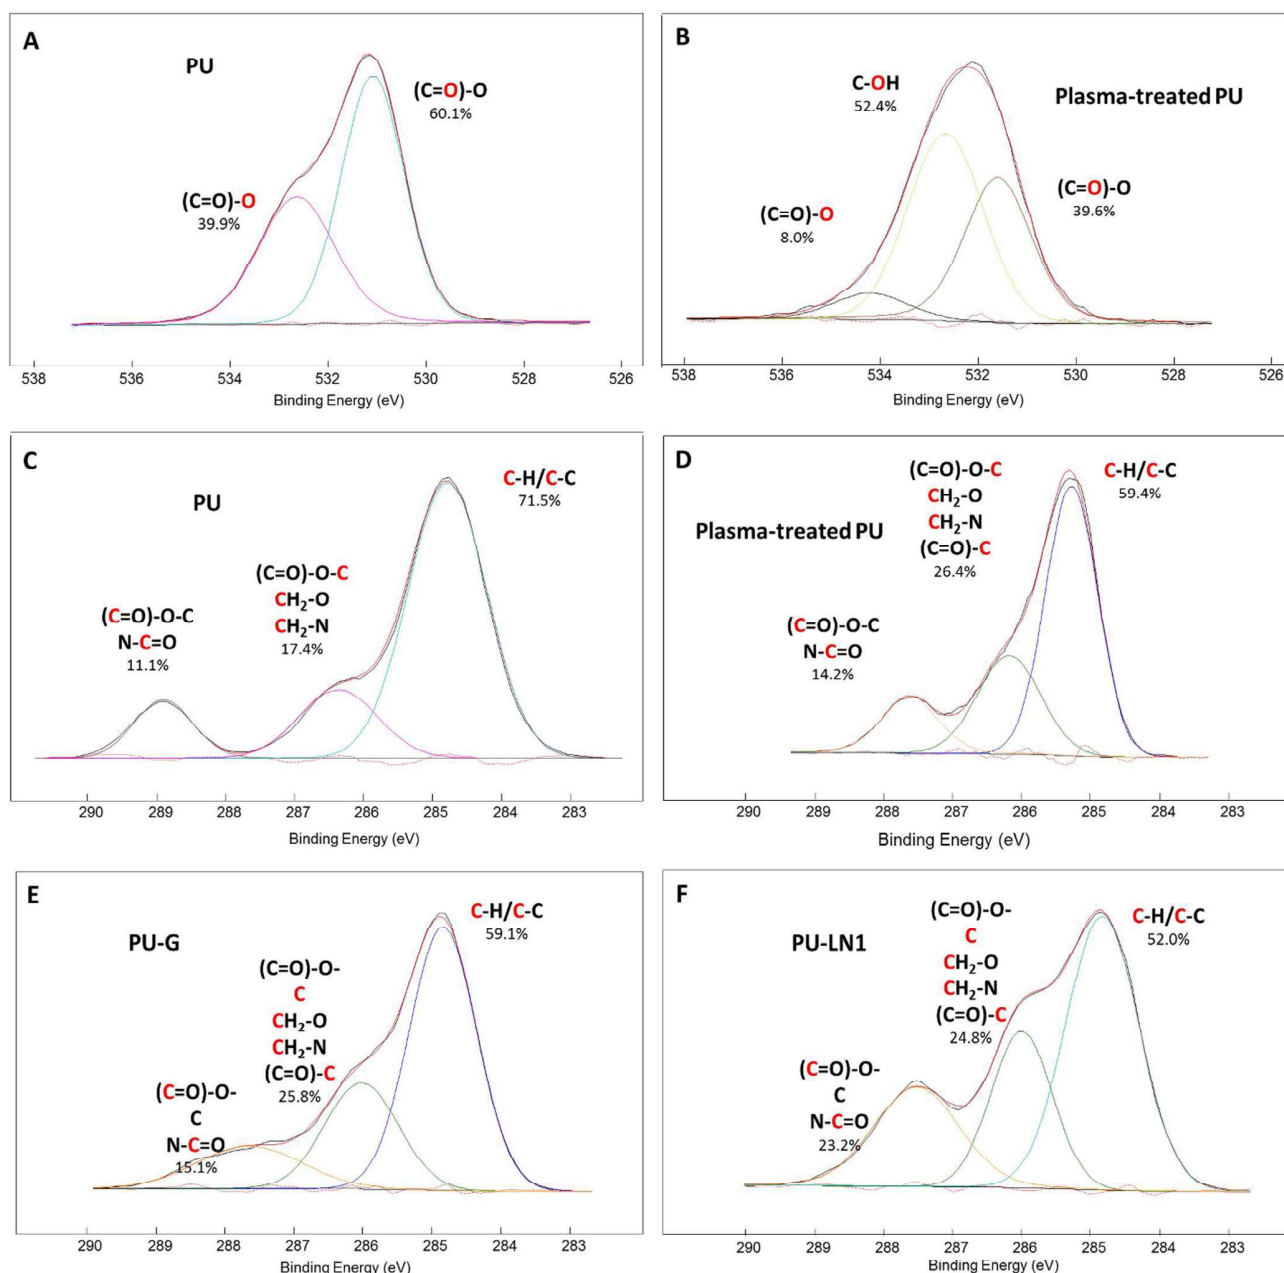 A
PU
(C=O)-O
60.1%
(C=O)-O
39.9%
538 536 534 532 530 528 526
Binding Energy (eV)
B
C-OH
52.4%
Plasma-treated PU
(C=O)-O
39.6%
(C=O)-O
8.0%
538 536 534 532 530 528 526
Binding Energy (eV)
C
PU
C-H/C-C
71.5%
(C=O)-O-C
CH₂-O
CH₂-N
17.4%
(C=O)-O-C
N-C=O
11.1%
290 289 288 287 286 285 284 283
Binding Energy (eV)
D
Plasma-treated PU
(C=O)-O-C
CH₂-O
CH₂-N
(C=O)-C
26.4%
C-H/C-C
59.4%
(C=O)-O-C
N-C=O
14.2%
290 289 288 287 286 285 284 283
Binding Energy (eV)
E
PU-G
C-H/C-C
59.1%
(C=O)-O-
C
CH₂-O
CH₂-N
(C=O)-C
25.8%
(C=O)-O-
C
N-C=O
15.1%
290 289 288 287 286 285 284 283
Binding Energy (eV)
F
PU-LN1
(C=O)-O-
C
CH₂-O
CH₂-N
(C=O)-C
24.8%
C-H/C-C
52.0%
(C=O)-O-
C
N-C=O
23.2%
290 289 288 287 286 285 284 283
Binding Energy (eV)